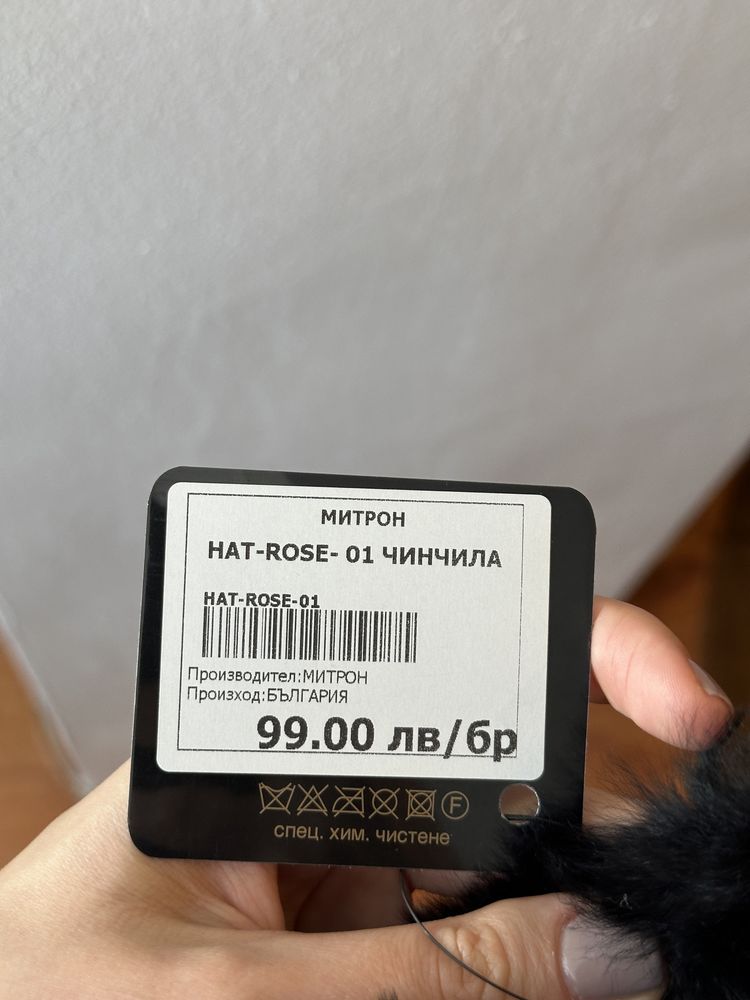 МИТРОН
HAT-ROSE- 01 ЧИНЧИЛА
HAT-ROSE-01
Производител:МИТРОН
Произход:БЪЛГАРИЯ
99.00 лв/бр
F
спец. хим. чистене